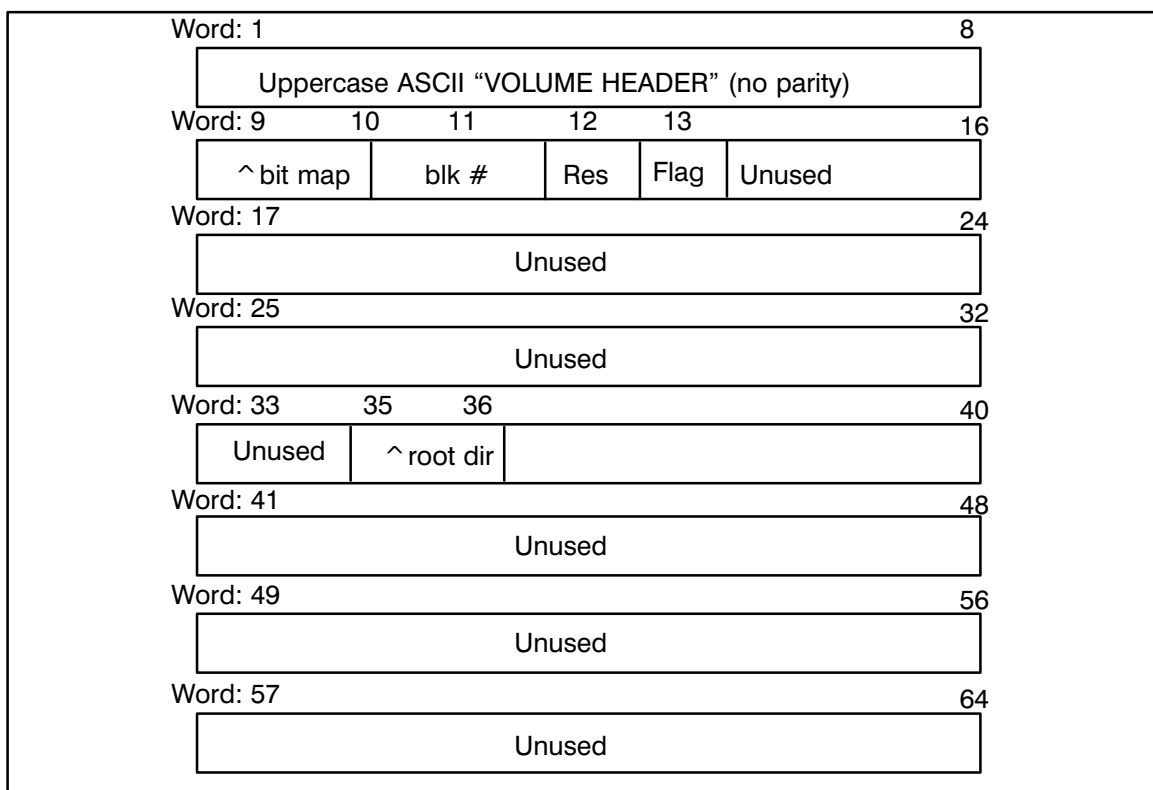 Word: 1 8
Uppercase ASCII “VOLUME HEADER” (no parity)
Word: 9 10 11 12 13 16
^ bit map blk # Res Flag Unused
Word: 17 24
Unused
Word: 25 32
Unused
Word: 33 35 36 40
Unused ^ root dir
Word: 41 48
Unused
Word: 49 56
Unused
Word: 57 64
Unused